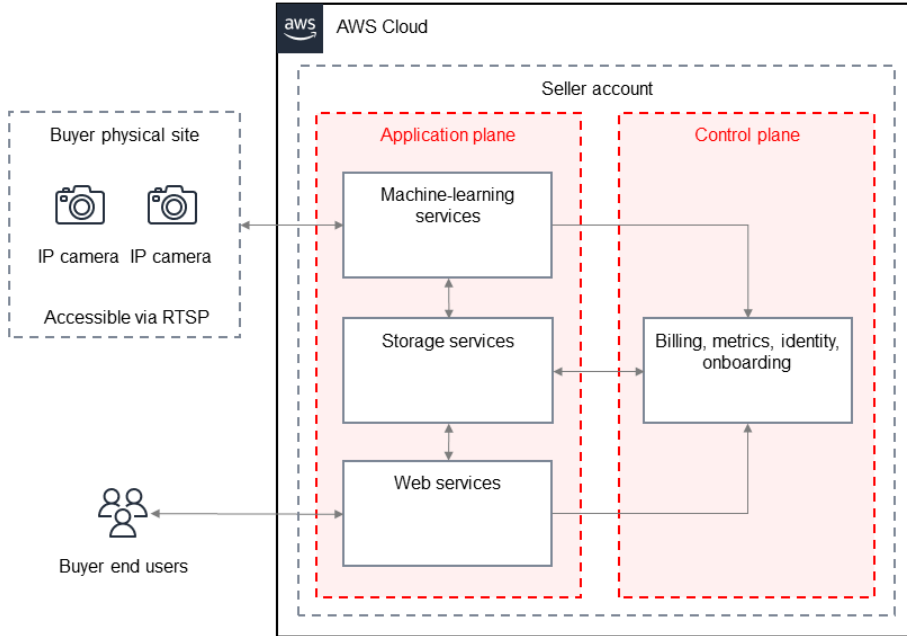 aws
AWS Cloud
Seller account
Buyer physical site
IP camera
IP camera
Accessible via RTSP
Application plane
Machine-learning
services
Storage services
Web services
Control plane
Billing, metrics, identity,
onboarding
Buyer end users